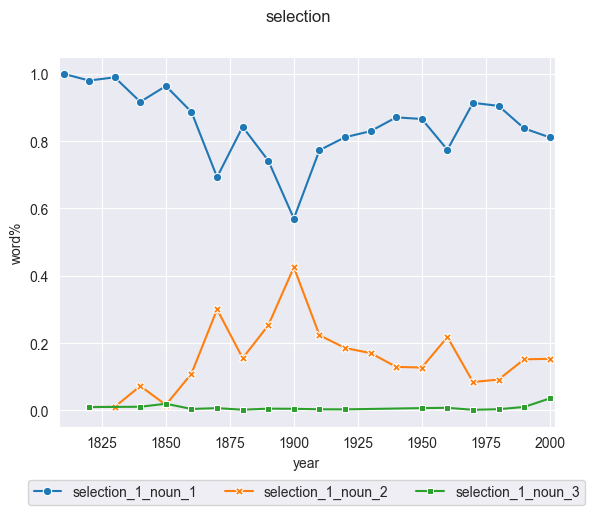 selection
1.0
0.8
0.6
0.4
0.2
0.0
word%
1825 1850 1875 1900 1925 1950 1975 2000
year
selection_1_noun_1 selection_1_noun_2 selection_1_noun_3